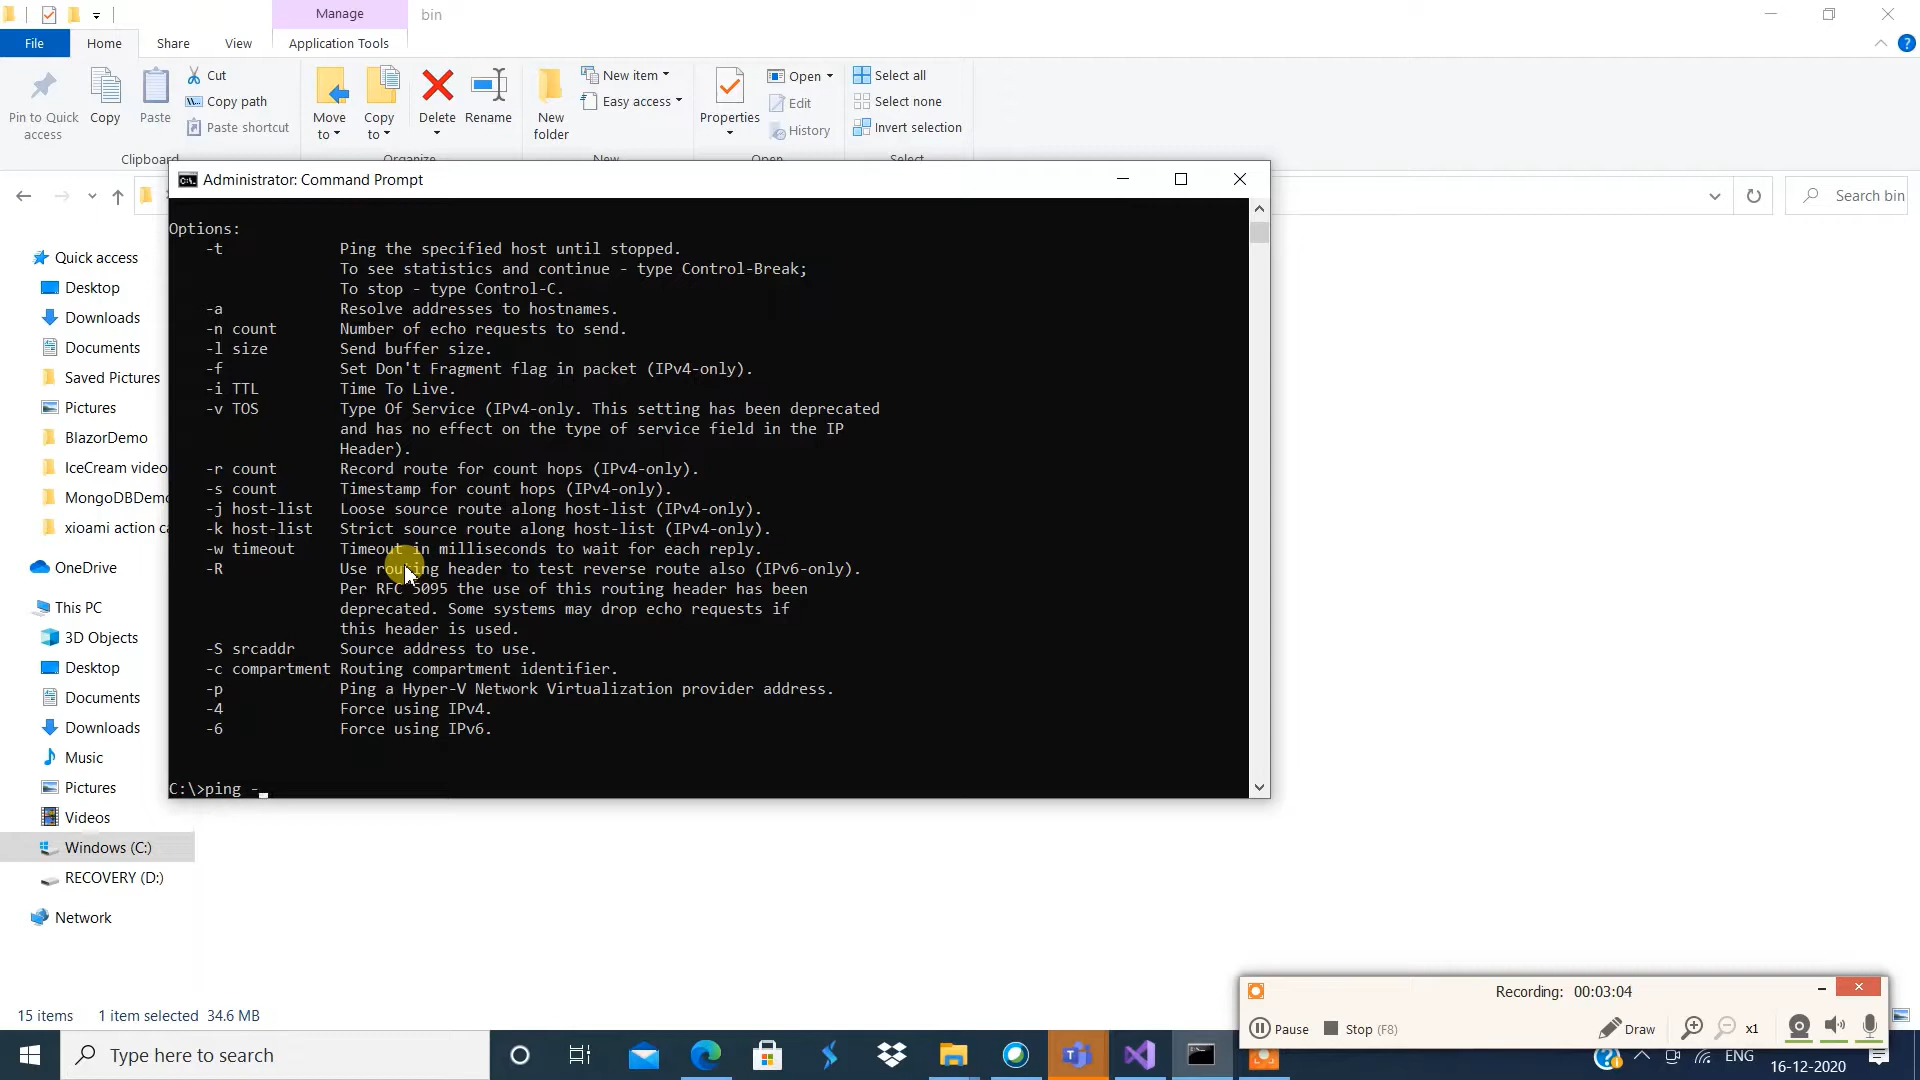 Manage
bin
File
Home
Share
View
Application Tools
Pin to Quick access
Copy
Paste
Cut
Copy path
Paste shortcut
Clipboard
Move to
Copy to
Delete
Rename
Organize
New folder
New item
Easy access
New
Properties
Open
Edit
History
Open
Select all
Select none
Invert selection
Select
Search bin
Administrator: Command Prompt
Options:
-t Ping the specified host until stopped.
To see statistics and continue - type Control-Break;
To stop - type Control-C.
-a Resolve addresses to hostnames.
-n count Number of echo requests to send.
-l size Send buffer size.
-f Set Don't Fragment flag in packet (IPv4-only).
-i TTL Time To Live.
-v TOS Type Of Service (IPv4-only. This setting has been deprecated
and has no effect on the type of service field in the IP
Header).
-r count Record route for count hops (IPv4-only).
-s count Timestamp for count hops (IPv4-only).
-j host-list Loose source route along host-list (IPv4-only).
-k host-list Strict source route along host-list (IPv4-only).
-w timeout Timeout in milliseconds to wait for each reply.
-R Use routing header to test reverse route also (IPv6-only).
Per RFC 5095 the use of this routing header has been
deprecated. Some systems may drop echo requests if
this header is used.
-S srcaddr Source address to use.
-c compartment Routing compartment identifier.
-p Ping a Hyper-V Network Virtualization provider address.
-4 Force using IPv4.
-6 Force using IPv6.
C:\>ping -_
Quick access
Desktop
Downloads
Documents
Saved Pictures
Pictures
BlazorDemo
IceCream video
MongoDBDemo
xioami action ca
OneDrive
This PC
3D Objects
Desktop
Documents
Downloads
Music
Pictures
Videos
Windows (C:)
RECOVERY (D:)
Network
15 items 1 item selected 34.6 MB
Recording: 00:03:04
Pause
Stop (F8)
Draw
x1
Type here to search
ENG
16-12-2020